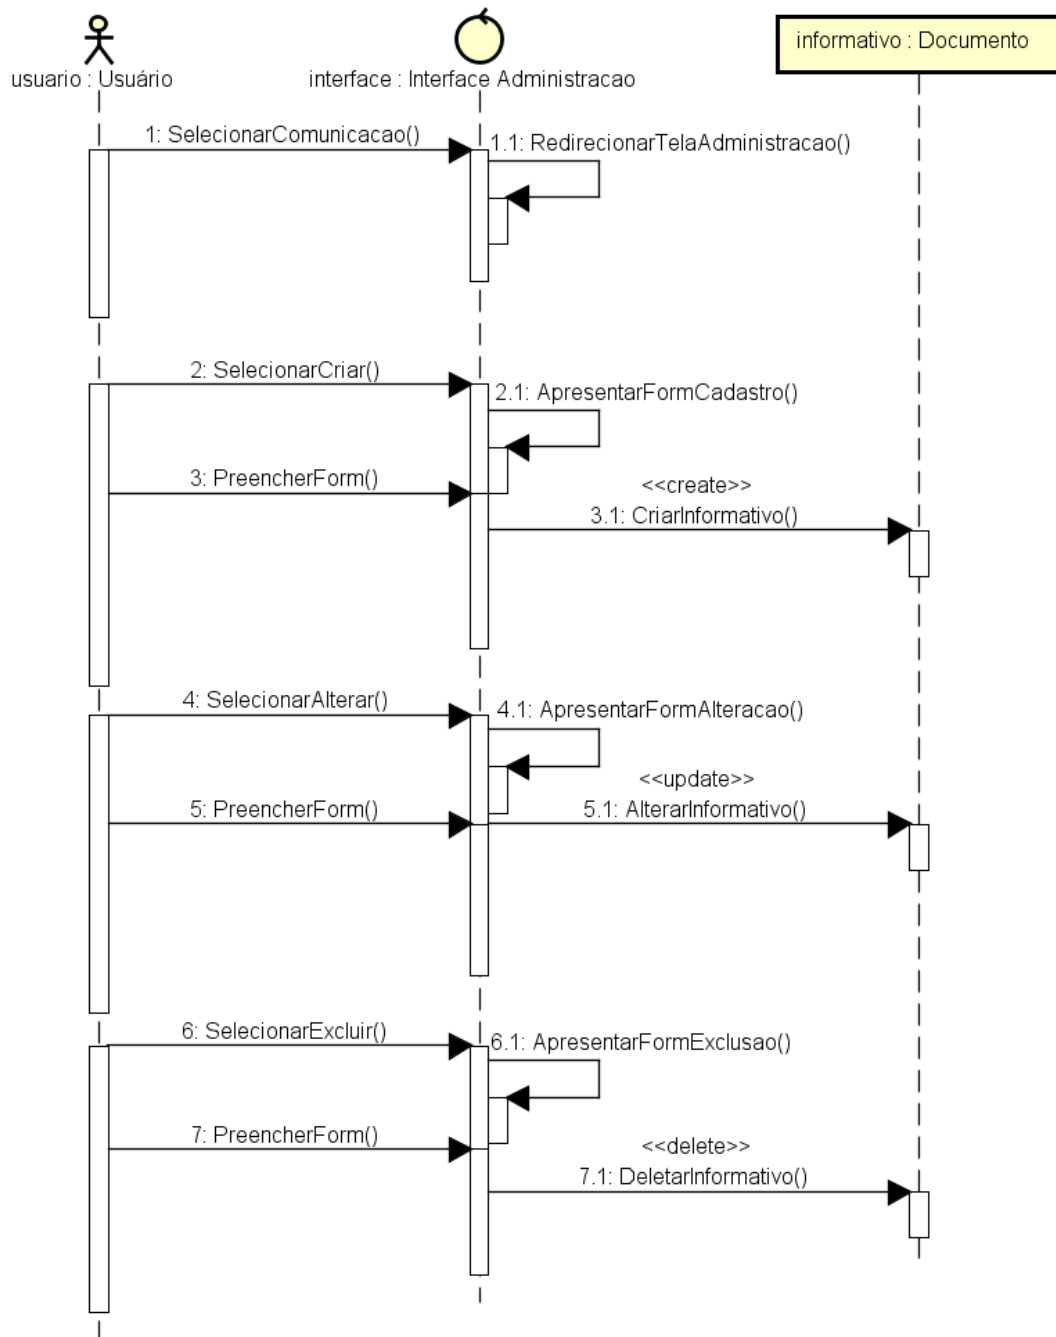 usuario : Usuário
interface : Interface Administracao
informativo : Documento
1: SelecionarComunicacao()
1.1: RedirecionarTelaAdministracao()
2: SelecionarCriar()
2.1: ApresentarFormCadastro()
3: PreencherForm()
<<create>>
3.1: CriarInformativo()
4: SelecionarAlterar()
4.1: ApresentarFormAlteracao()
<<update>>
5: PreencherForm()
5.1: AlterarInformativo()
6: SelecionarExcluir()
6.1: ApresentarFormExclusao()
7: PreencherForm()
<<delete>>
7.1: DeletarInformativo()